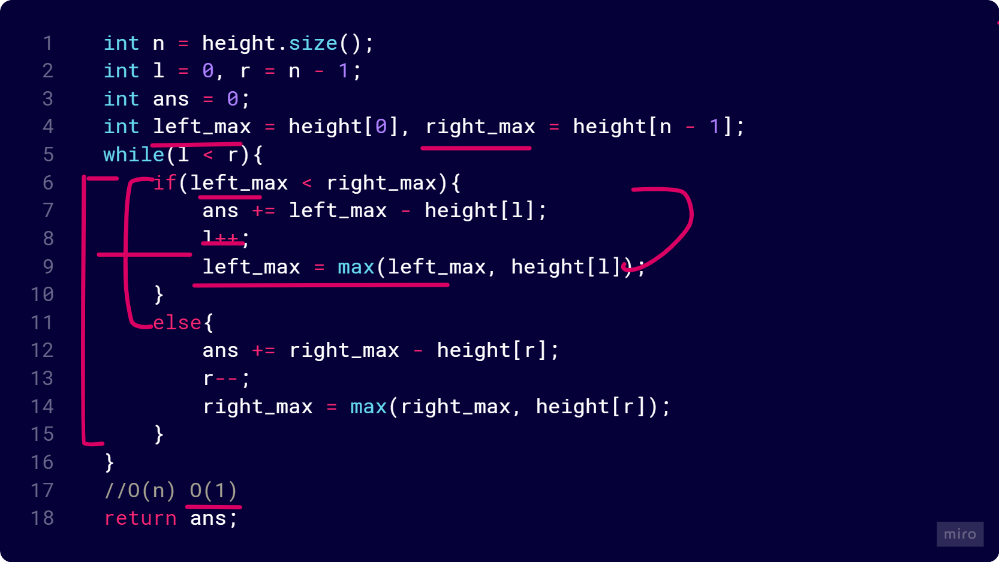 1 int n = height.size();
2 int l = 0, r = n - 1;
3 int ans = 0;
4 int left_max = height[0], right_max = height[n - 1];
5 while(l < r){
6 if(left_max < right_max){
7 ans += left_max - height[l];
8 l++;
9 left_max = max(left_max, height[l]);
10 }
11 else{
12 ans += right_max - height[r];
13 r--;
14 right_max = max(right_max, height[r]);
15 }
16 }
17 //O(n) O(1)
18 return ans;
miro